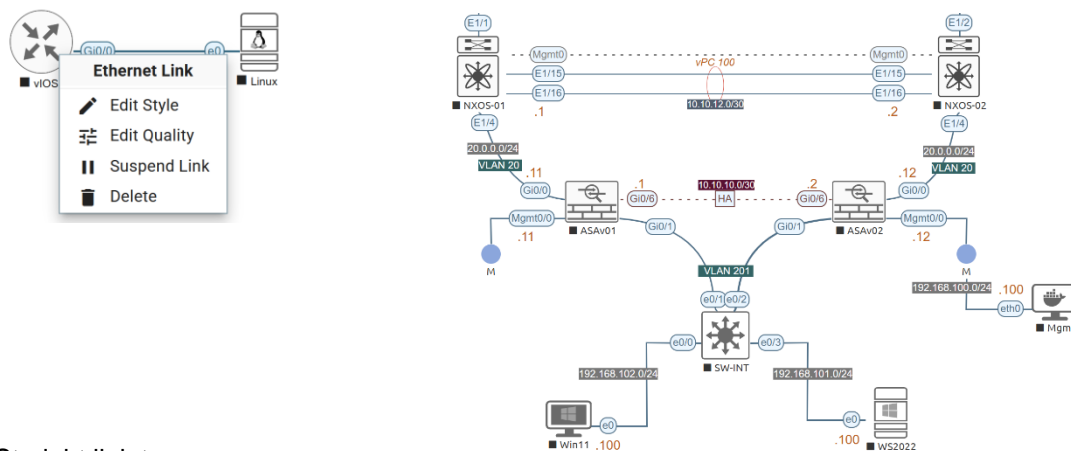 Gi0/0
e0
vIOS
Linux
Ethernet Link
Edit Style
Edit Quality
Suspend Link
Delete
E1/1
E1/2
Mgmt0
Mgmt0
vPC 100
E1/15
E1/15
E1/16
E1/16
NXOS-01
10.10.12.0/30
NXOS-02
.1
.2
E1/4
E1/4
20.0.0.0/24
20.0.0.0/24
VLAN 20
VLAN 20
.11
.12
Gi0/0
.1
10.10.10.0/30
.2
Gi0/0
Gi0/6
HA
Gi0/6
Mgmt0/0
ASAv01
Gi0/1
Gi0/1
ASAv02
Mgmt0/0
.11
.12
M
M
VLAN 201
192.168.100.0/24
.100
e0/1
e0/2
eth0
Mgm
e0/0
e0/3
SW-INT
192.168.102.0/24
192.168.101.0/24
e0
e0
Win11
.100
.100
WS2022